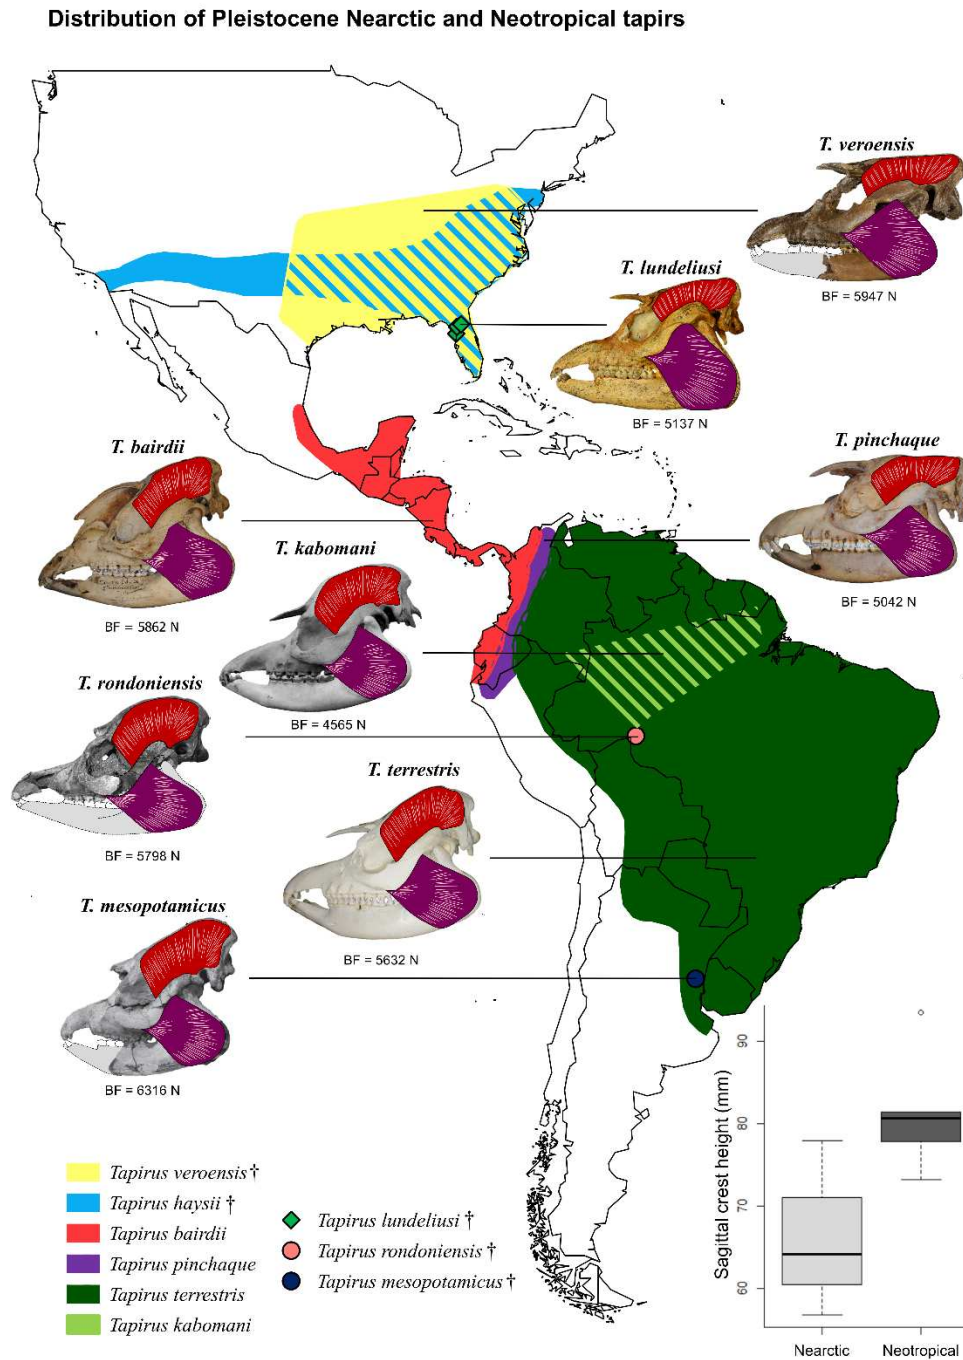 Distribution of Pleistocene Nearctic and Neotropical tapirs
T. veroensis
BF = 5947 N
T. lundeliusi
BF = 5137 N
T. bairdii
BF = 5862 N
T. pinchaque
BF = 5042 N
T. kabomani
BF = 4565 N
T. rondoniensis
BF = 5798 N
T. terrestris
BF = 5632 N
T. mesopotamicus
BF = 6316 N
Tapirus veroensis †
Tapirus haysii †
Tapirus bairdii
Tapirus pinchaque
Tapirus terrestris
Tapirus kabomani
Tapirus lundeliusi †
Tapirus rondoniensis †
Tapirus mesopotamicus †
Sagittal crest height (mm)
90
80
70
60
Nearctic
Neotropical